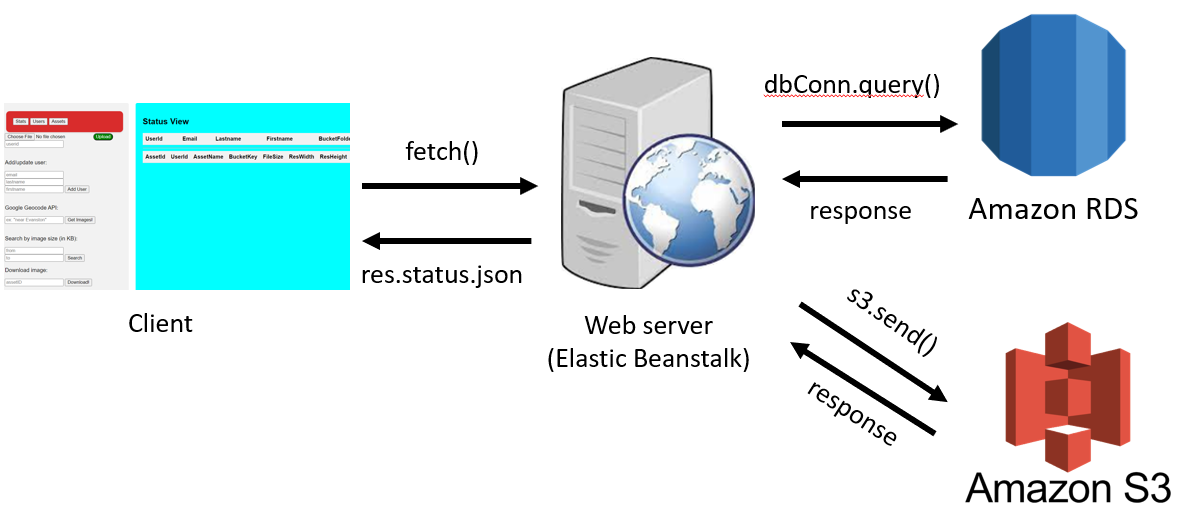 Stats Users Assets
Choose File No file chosen Upload
userid
Add/update user:
email
lastname
firstname Add User
Google Geocode API:
ex. "near Evanston" Get Images!
Search by image size (in KB):
from
to Search
Download image:
assetID Download!
Status View
UserId Email Lastname Firstname BucketFolde
AssetId UserId AssetName BucketKey FileSize ResWidth ResHeight
Client
fetch()
res.status.json
Web server
(Elastic Beanstalk)
dbConn.query()
response
Amazon RDS
s3.send()
response
Amazon S3